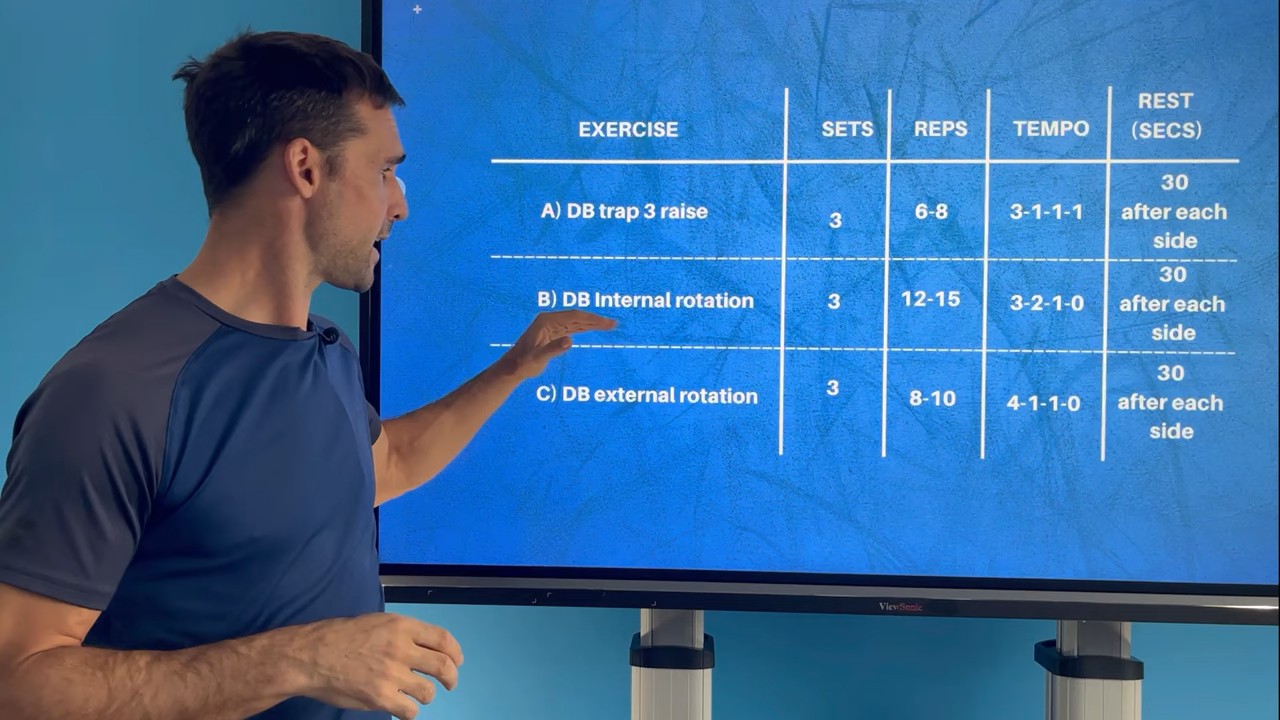 EXERCISE SETS REPS TEMPO REST (SECS)
A) DB trap 3 raise 3 6-8 3-1-1-1 30 after each side
B) DB Internal rotation 3 12-15 3-2-1-0 30 after each side
C) DB external rotation 3 8-10 4-1-1-0 30 after each side
ViewSonic